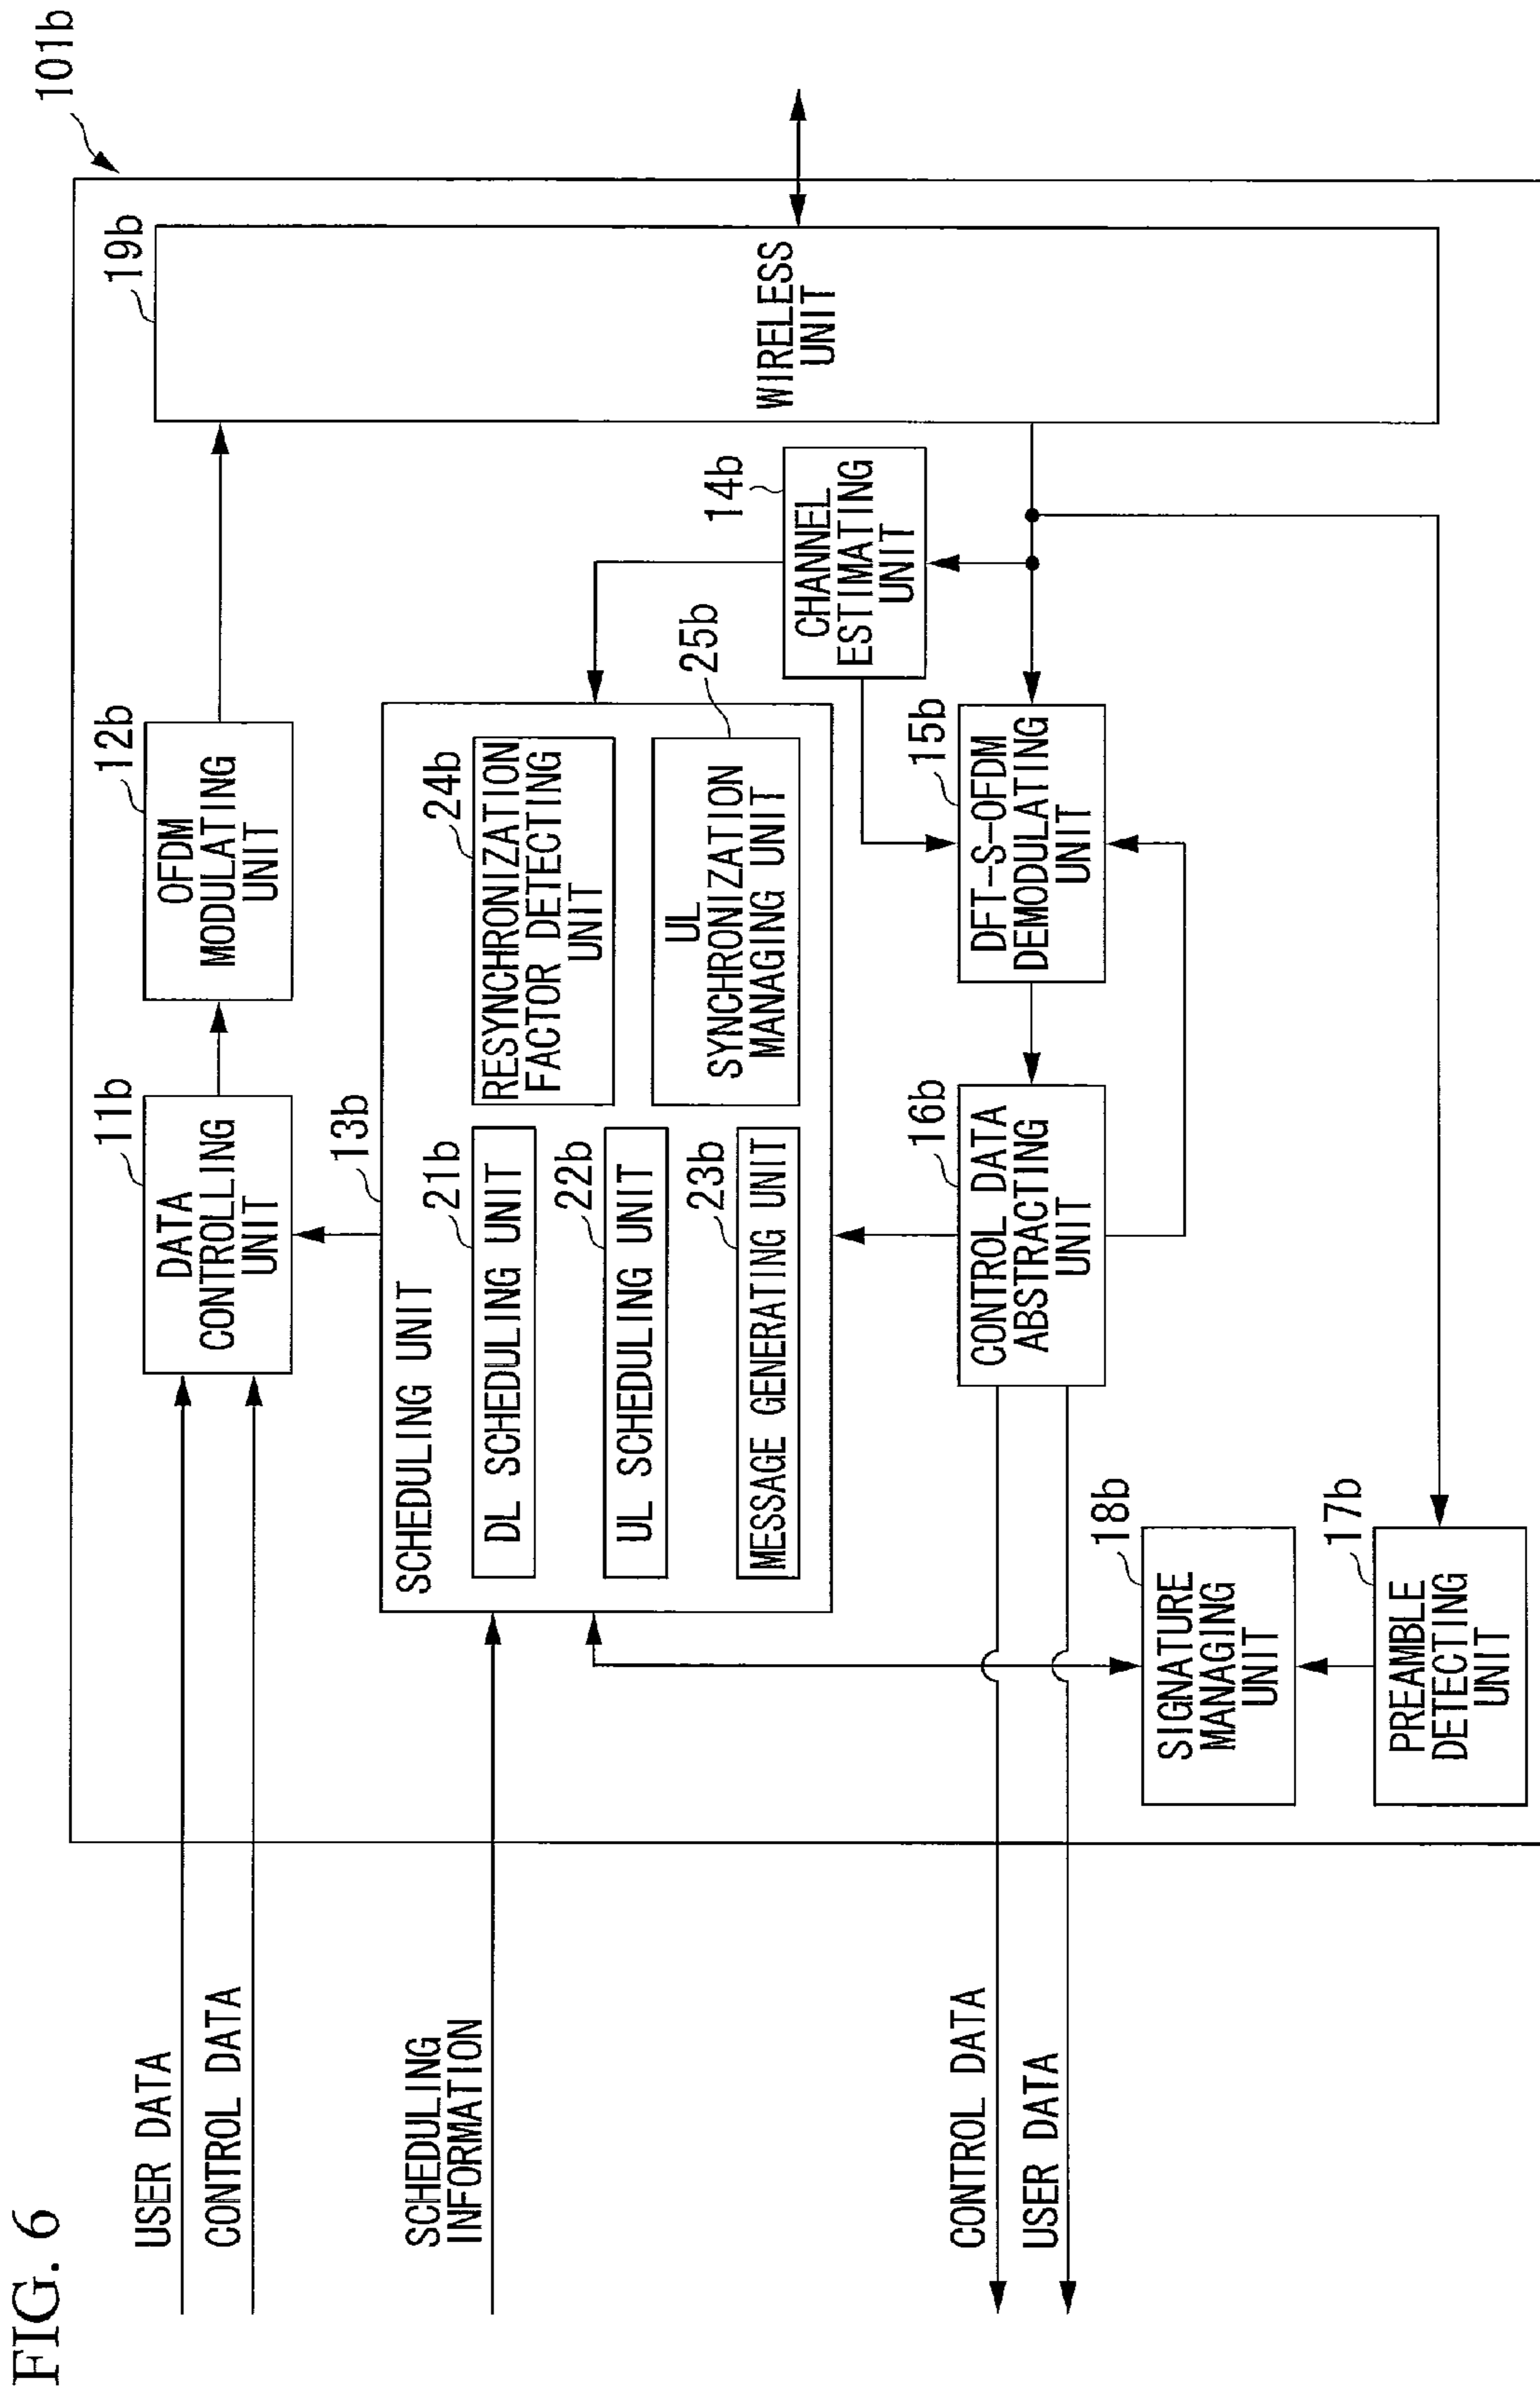 FIG. 6
101b
USER DATA
CONTROL DATA
11b
DATA
CONTROLLING
UNIT
12b
OFDM
MODULATING
UNIT
19b
WIRELESS
UNIT
SCHEDULING
INFORMATION
13b
SCHEDULING UNIT
21b
DL SCHEDULING UNIT
22b
UL SCHEDULING UNIT
23b
MESSAGE GENERATING UNIT
24b
RESYNCHRONIZATION
FACTOR DETECTING
UNIT
25b
UL
SYNCHRONIZATION
MANAGING UNIT
14b
CHANNEL
ESTIMATING
UNIT
CONTROL DATA
USER DATA
16b
CONTROL DATA
ABSTRACTING
UNIT
15b
DFT-S-OFDM
DEMODULATING
UNIT
18b
SIGNATURE
MANAGING
UNIT
17b
PREAMBLE
DETECTING
UNIT